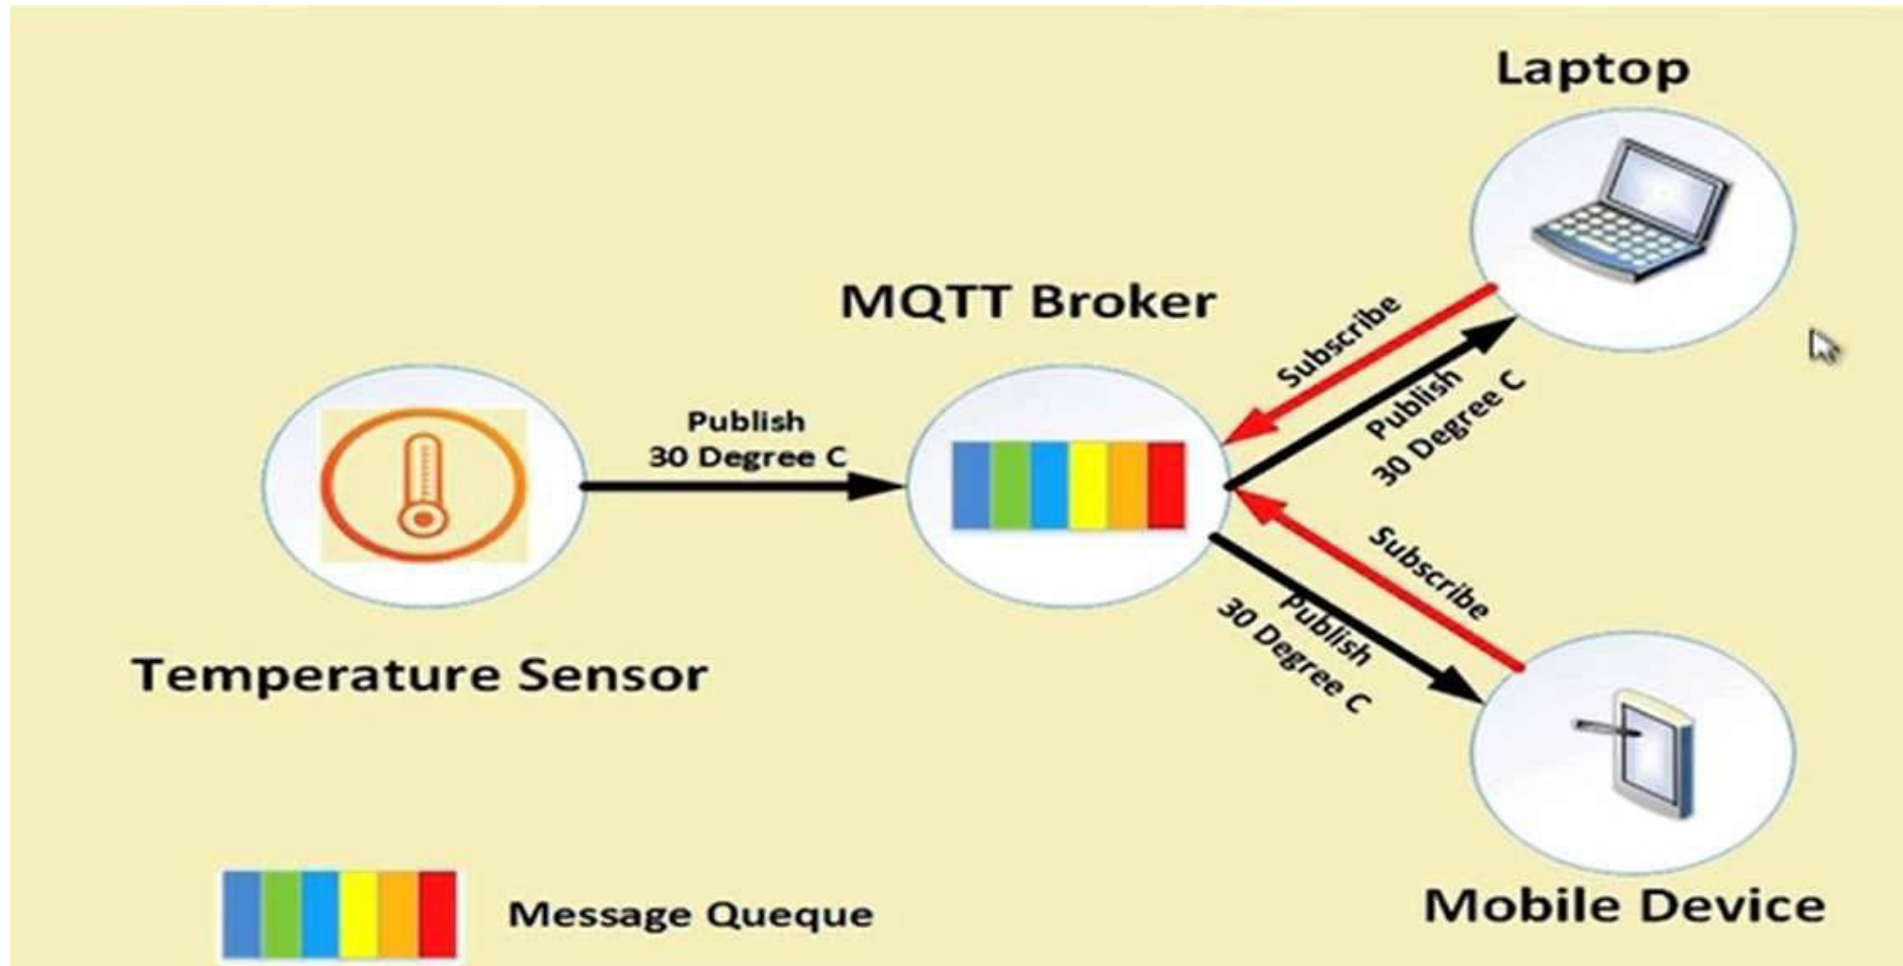 Laptop
MQTT Broker
Subscribe
Publish
30 Degree C
Publish
30 Degree C
Subscribe
Publish
30 Degree C
Temperature Sensor
Mobile Device
Message Queque